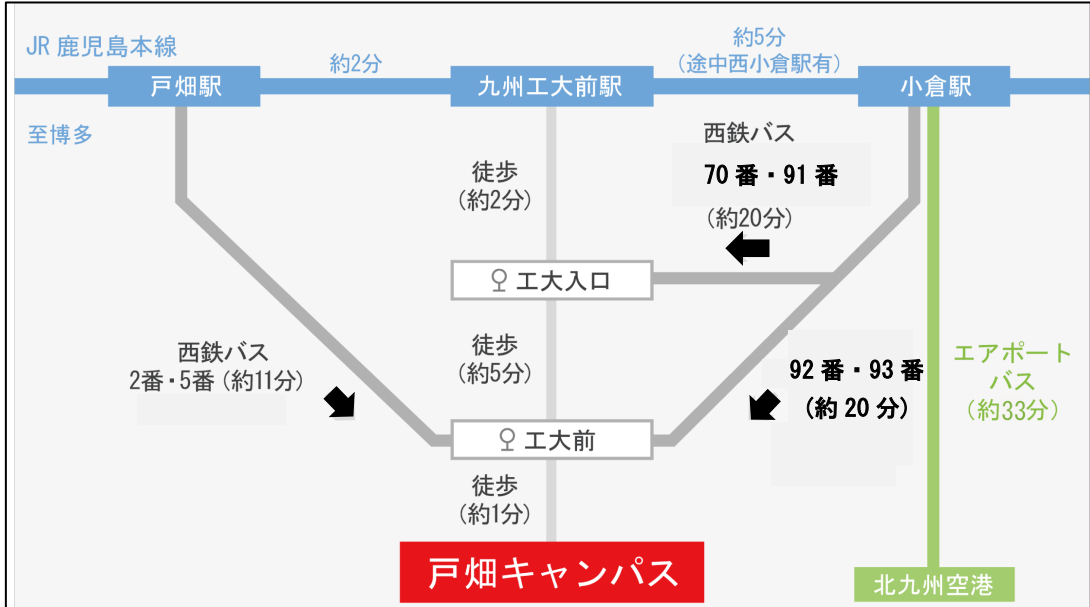 JR 鹿児島本線
約2分
約5分
(途中西小倉駅有)
戸畑駅
九州工大前駅
小倉駅
至博多
徒歩
(約2分)
西鉄バス
70 番・91 番
(約20分)
工大入口
西鉄バス
2番・5番 (約11分)
徒歩
(約5分)
92 番・93 番
(約 20 分)
エアポート
バス
(約33分)
工大前
徒歩
(約1分)
戸畑キャンパス
北九州空港